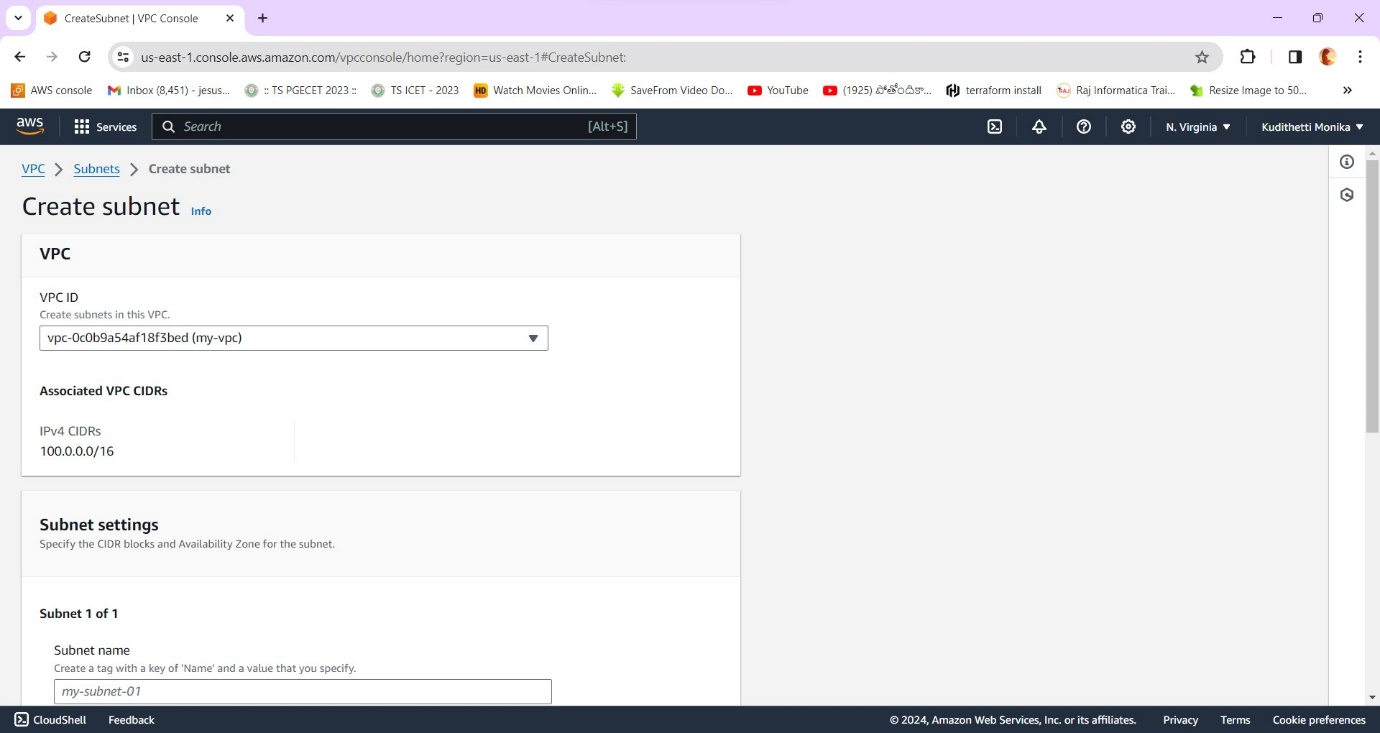 CreateSubnet | VPC Console
us-east-1.console.aws.amazon.com/vpcconsole/home?region=us-east-1#CreateSubnet:
AWS console Inbox (8,451) - jesus... :: TS PGECET 2023 :: TS ICET - 2023 Watch Movies Onlin... SaveFrom Video Do... YouTube (1925) terraform install Raj Informatica Trai... Resize Image to 50... »
aws Services Search [Alt+S] N. Virginia Kudithetti Monika
VPC Subnets Create subnet
Create subnet Info
VPC
VPC ID
Create subnets in this VPC.
vpc-0c0b9a54af18f3bed (my-vpc)
Associated VPC CIDRs
IPv4 CIDRs
100.0.0.0/16
Subnet settings
Specify the CIDR blocks and Availability Zone for the subnet.
Subnet 1 of 1
Subnet name
Create a tag with a key of 'Name' and a value that you specify.
my-subnet-01
CloudShell Feedback © 2024, Amazon Web Services, Inc. or its affiliates. Privacy Terms Cookie preferences